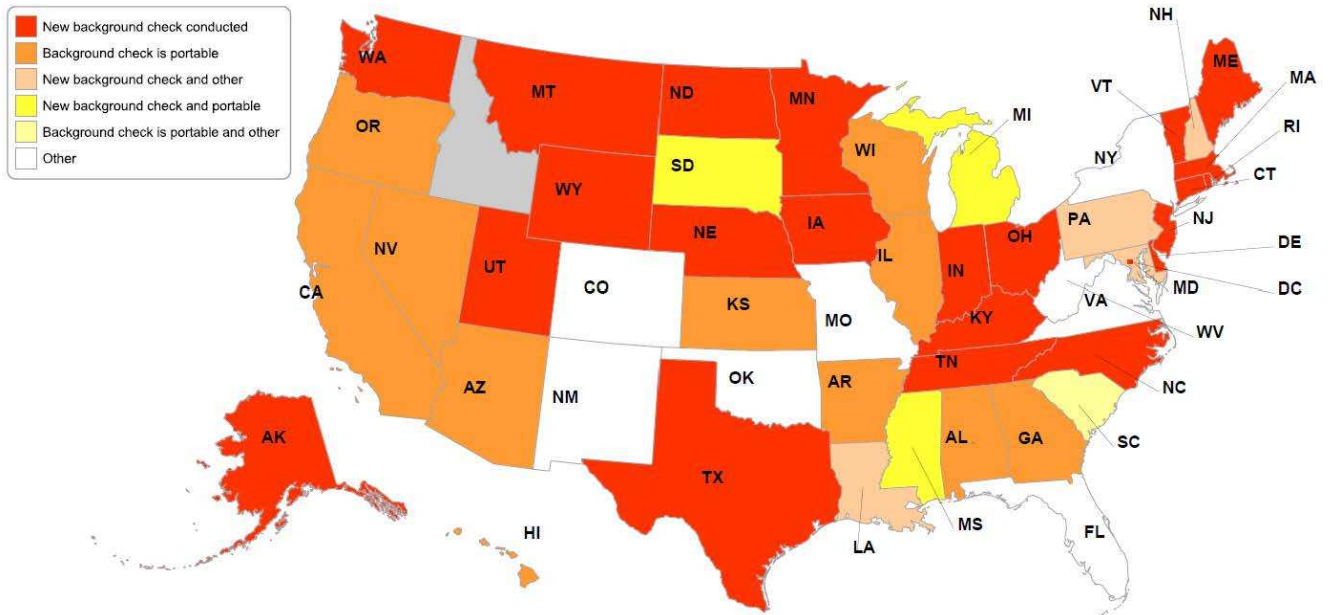 New background check conducted
Background check is portable
New background check and other
New background check and portable
Background check is portable and other
Other
NH
WA
ME
MA
MT
ND
MN
VT
MI
RI
OR
WI
NY
SD
CT
WY
PA
NJ
IA
NE
OH
DE
NV
IL
IN
UT
MD
DC
CA
CO
VA
KS
MO
KY
WV
TN
OK
AR
NC
AZ
NM
AK
AL
GA
SC
TX
MS
HI
LA
FL